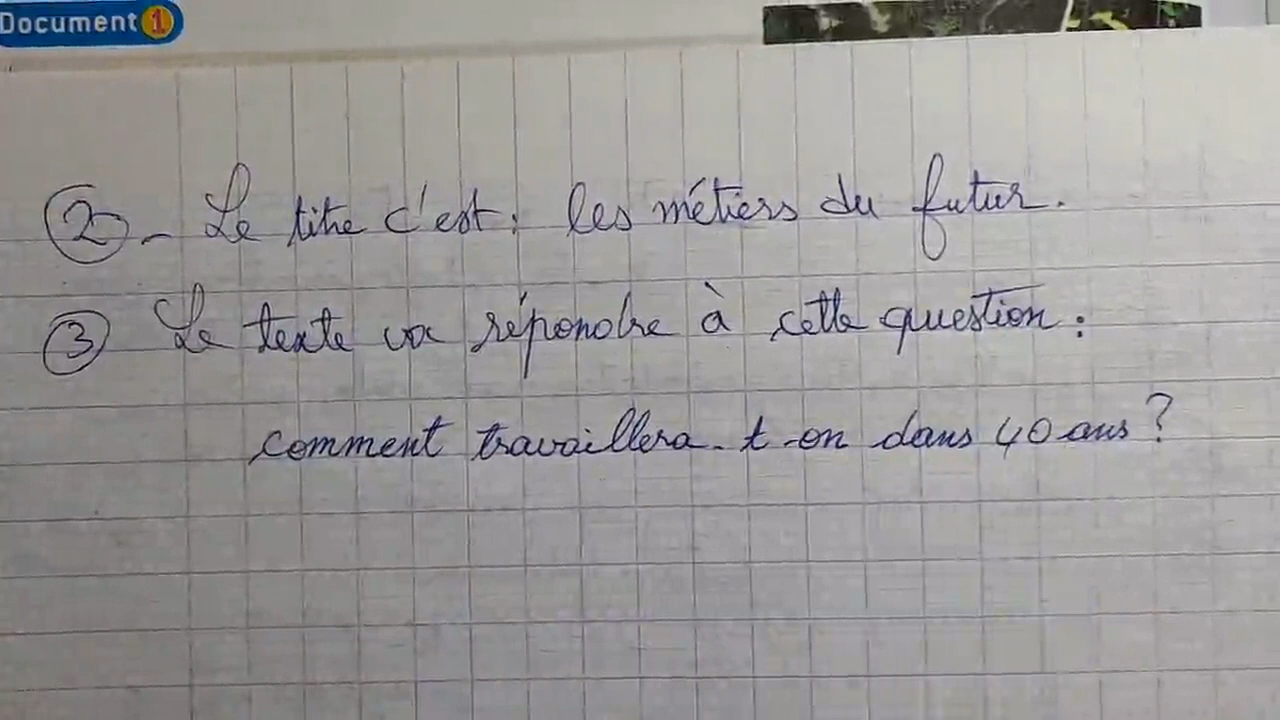 Document 1
2 - Le titre c'est : les métiers du futur.
3 Le texte va répondre à cette question :
comment travaillera-t-on dans 40 ans ?